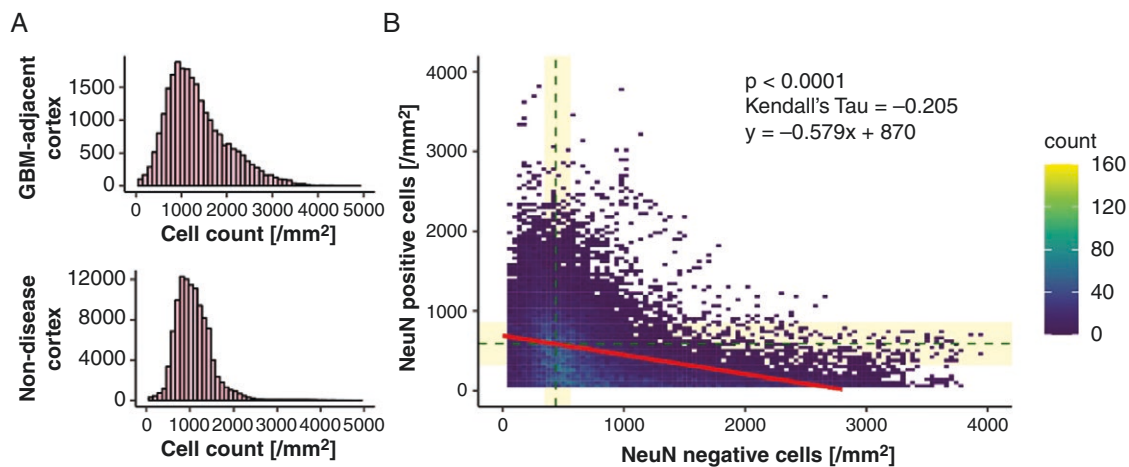 A
GBM-adjacent
cortex
1500
1000
500
0
0 1000 2000 3000 4000 5000
Cell count [/mm²]
Non-disease
cortex
12000
8000
4000
0
0 1000 2000 3000 4000 5000
Cell count [/mm²]
B
NeuN positive cells [/mm²]
4000
3000
2000
1000
0
0 1000 2000 3000 4000
NeuN negative cells [/mm²]
p < 0.0001
Kendall's Tau = –0.205
y = –0.579x + 870
count
160
120
80
40
0